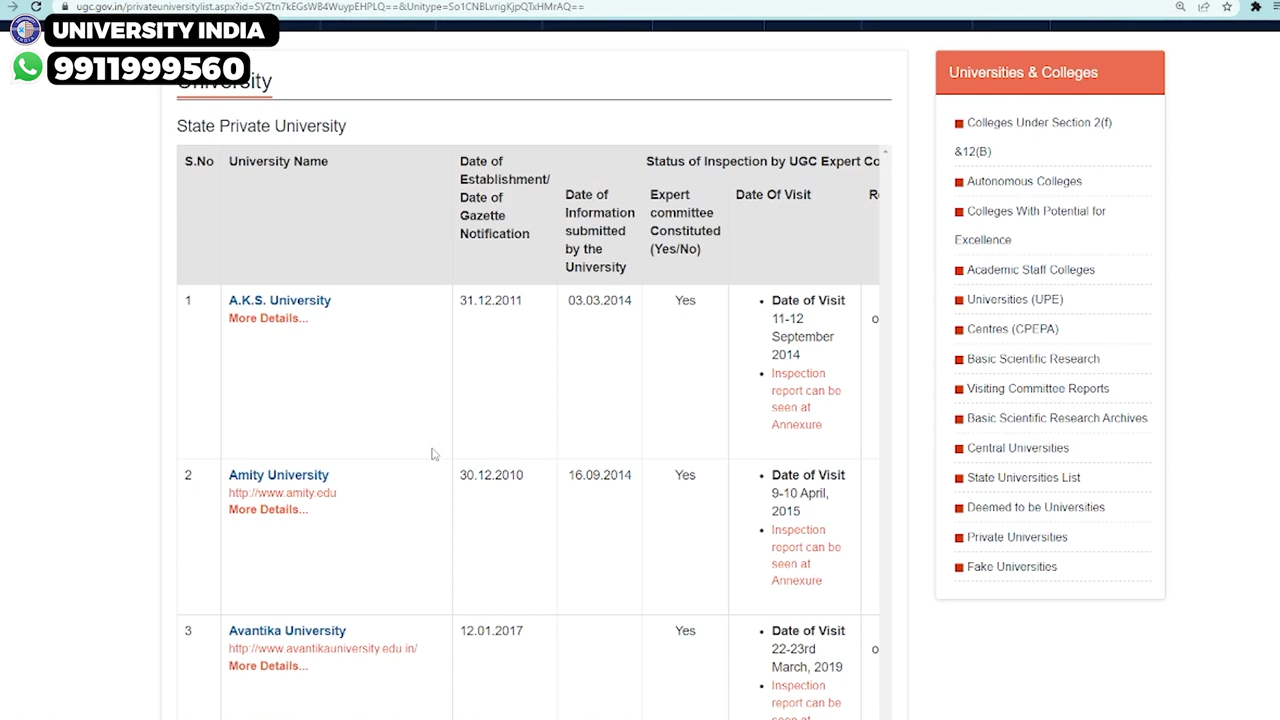 ugc.gov.in/privateuniversitylist.aspx?id=SYZtn7kEGsWB4WuypEHPLQ==&Unitype=So1CNBLvrigKjpQTxHMrAQ==
UNIVERSITY INDIA
9911999560
University
State Private University
S.No
University Name
Date of
Establishment/
Date of
Gazette
Notification
Date of
Information
submitted
by the
University
Status of Inspection by UGC Expert Co
Expert
committee
Constituted
(Yes/No)
Date Of Visit
1
A.K.S. University
More Details...
31.12.2011
03.03.2014
Yes
• Date of Visit
11-12
September
2014
• Inspection
report can be
seen at
Annexure
2
Amity University
http://www.amity.edu
More Details...
30.12.2010
16.09.2014
Yes
• Date of Visit
9-10 April,
2015
• Inspection
report can be
seen at
Annexure
3
Avantika University
http://www.avantikauniversity.edu.in/
More Details...
12.01.2017
Yes
• Date of Visit
22-23rd
March, 2019
• Inspection
report can be
Universities & Colleges
Colleges Under Section 2(f)
&12(B)
Autonomous Colleges
Colleges With Potential for
Excellence
Academic Staff Colleges
Universities (UPE)
Centres (CPEPA)
Basic Scientific Research
Visiting Committee Reports
Basic Scientific Research Archives
Central Universities
State Universities List
Deemed to be Universities
Private Universities
Fake Universities